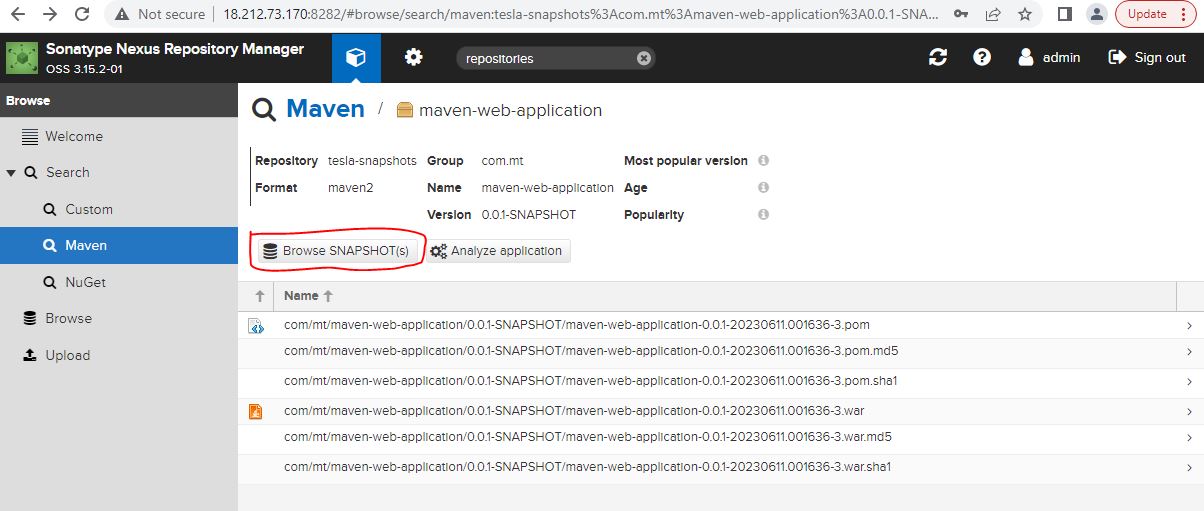 Not secure | 18.212.73.170:8282/#browse/search/maven:tesla-snapshots%3Acom.mt%3Amaven-web-application%3A0.0.1-SNA...
Update
Sonatype Nexus Repository Manager
OSS 3.15.2-01
repositories
admin
Sign out
Browse
Welcome
Search
Custom
Maven
NuGet
Browse
Upload
Maven / maven-web-application
Repository tesla-snapshots Group com.mt Most popular version
Format maven2 Name maven-web-application Age
Version 0.0.1-SNAPSHOT Popularity
Browse SNAPSHOT(s) Analyze application
Name
com/mt/maven-web-application/0.0.1-SNAPSHOT/maven-web-application-0.0.1-20230611.001636-3.pom
com/mt/maven-web-application/0.0.1-SNAPSHOT/maven-web-application-0.0.1-20230611.001636-3.pom.md5
com/mt/maven-web-application/0.0.1-SNAPSHOT/maven-web-application-0.0.1-20230611.001636-3.pom.sha1
com/mt/maven-web-application/0.0.1-SNAPSHOT/maven-web-application-0.0.1-20230611.001636-3.war
com/mt/maven-web-application/0.0.1-SNAPSHOT/maven-web-application-0.0.1-20230611.001636-3.war.md5
com/mt/maven-web-application/0.0.1-SNAPSHOT/maven-web-application-0.0.1-20230611.001636-3.war.sha1